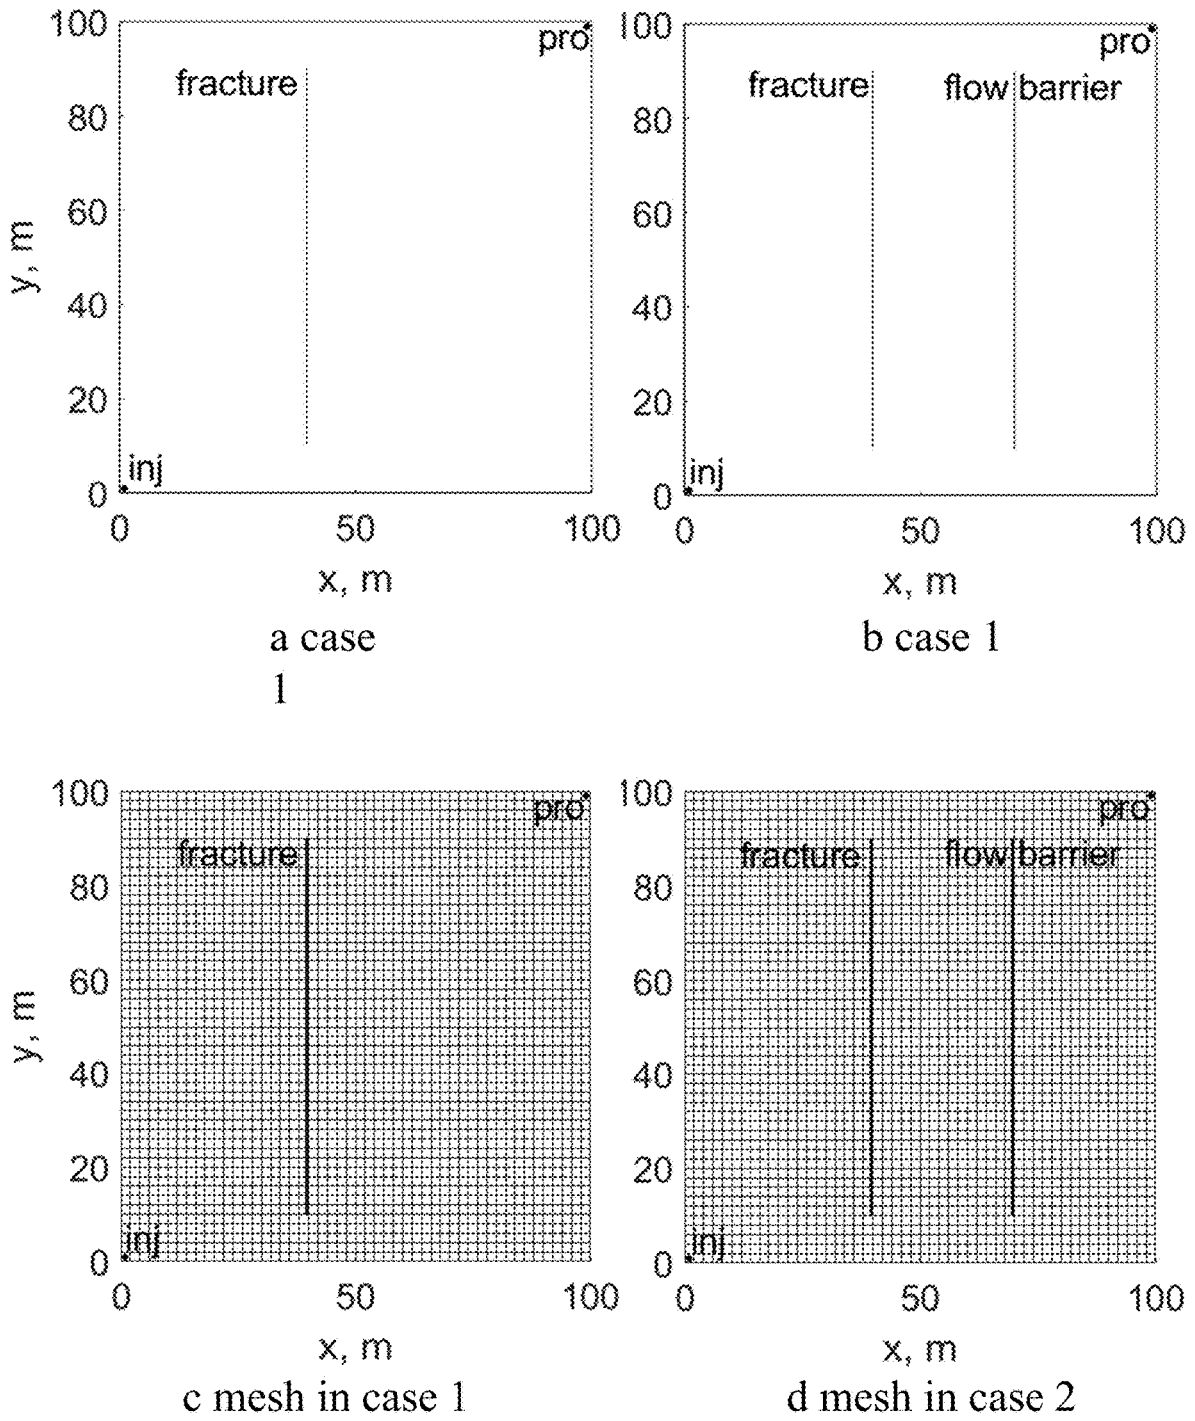 100
pro
fracture
80
60
y, m
40
20
inj
0
0 50 100
x, m
a case
1
100
pro
fracture flow barrier
80
60
40
20
inj
0
0 50 100
x, m
b case 1
100
pro
fracture
80
60
y, m
40
20
inj
0
0 50 100
x, m
c mesh in case 1
100
pro
fracture flow barrier
80
60
40
20
inj
0
0 50 100
x, m
d mesh in case 2